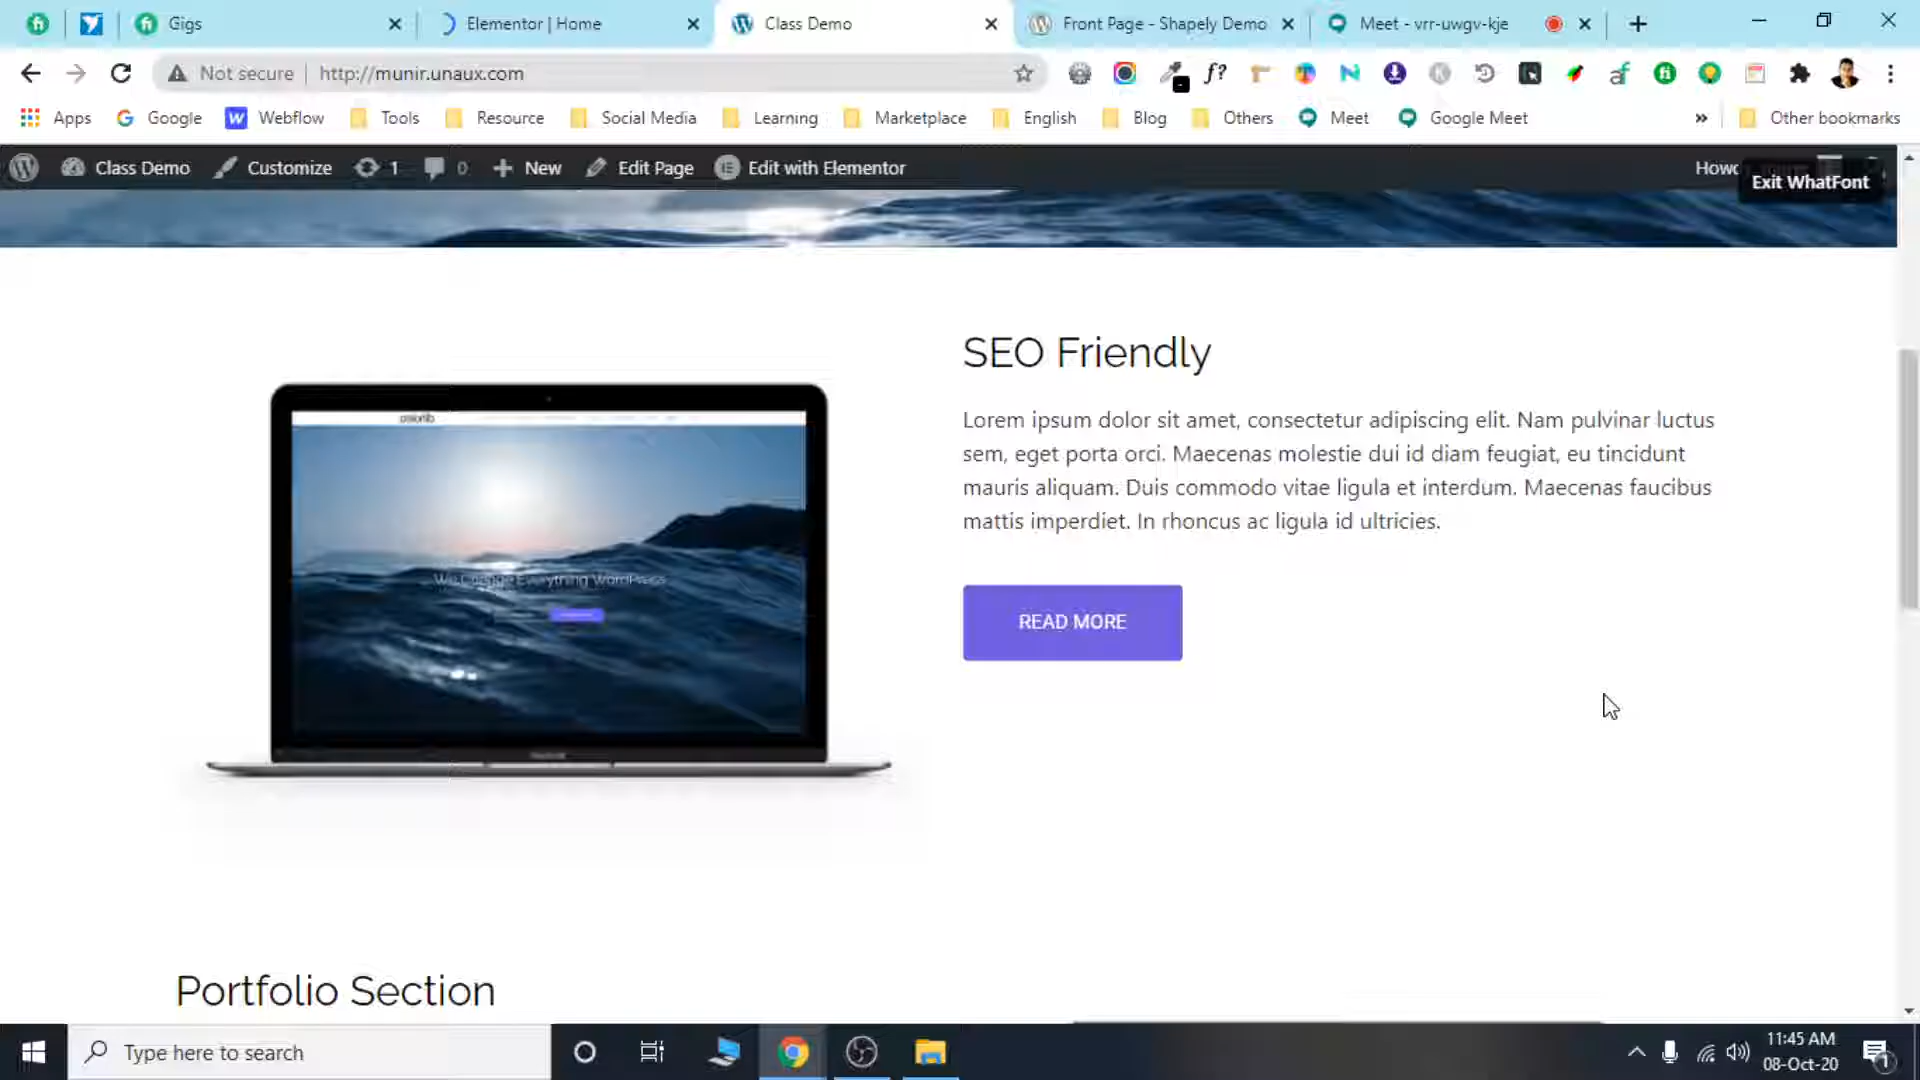 Gigs
Elementor | Home
Class Demo
Front Page - Shapely Demo
Meet - vrr-uwgv-kje
Not secure
http://munir.unaux.com
Apps
Google
Webflow
Tools
Resource
Social Media
Learning
Marketplace
English
Blog
Others
Meet
Google Meet
Other bookmarks
Class Demo
Customize
1
0
New
Edit Page
Edit with Elementor
Exit WhatFont
SEO Friendly
Lorem ipsum dolor sit amet, consectetur adipiscing elit. Nam pulvinar luctus
sem, eget porta orci. Maecenas molestie dui id diam feugiat, eu tincidunt
mauris aliquam. Duis commodo vitae ligula et interdum. Maecenas faucibus
mattis imperdiet. In rhoncus ac ligula id ultricies.
We Change Everything WordPress
READ MORE
Portfolio Section
Type here to search
11:45 AM
08-Oct-20
1